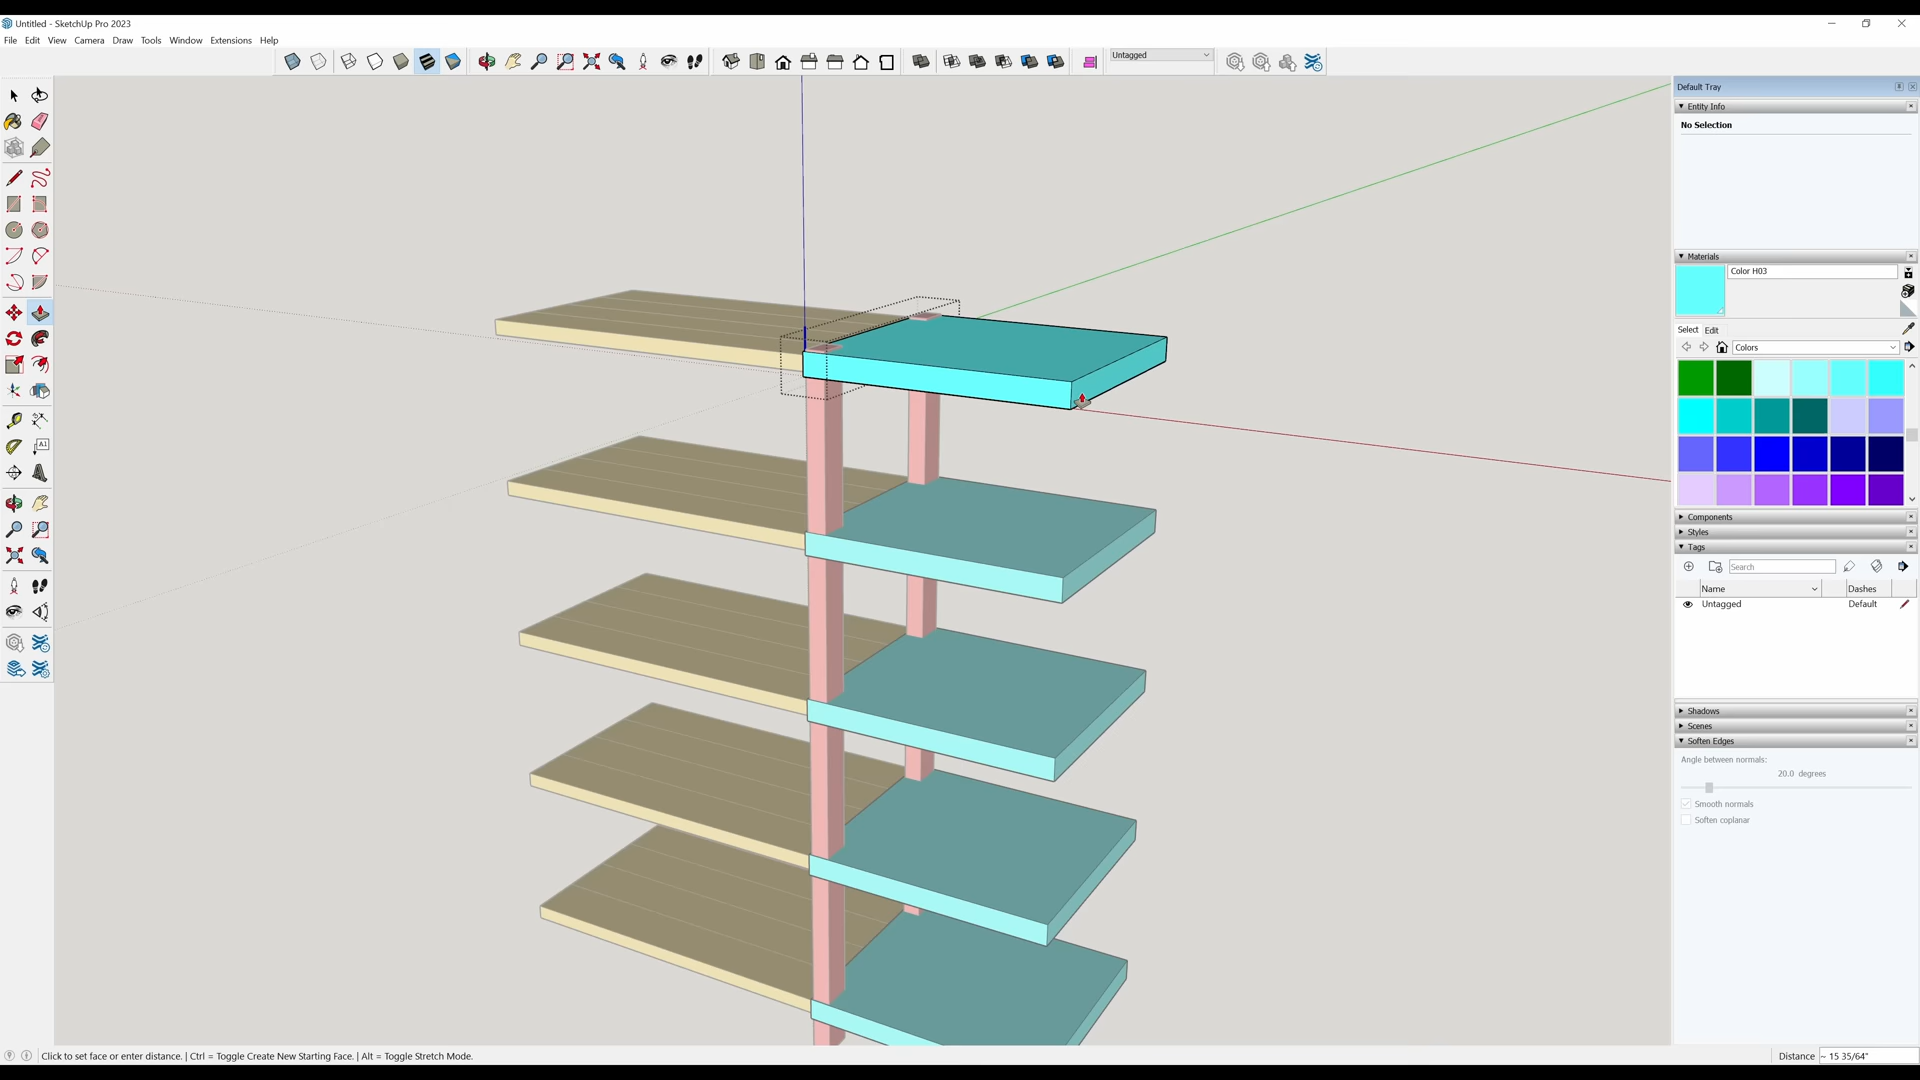 Untitled - SketchUp Pro 2023
File Edit View Camera Draw Tools Window Extensions Help
Untagged
Default Tray
Entity Info
No Selection
Materials
Color H03
Select Edit
Colors
Components
Styles
Tags
Search
Name Dashes
Untagged Default
Shadows
Scenes
Soften Edges
Angle between normals:
20.0 degrees
Smooth normals
Soften coplanar
A1
Click to set face or enter distance. | Ctrl = Toggle Create New Starting Face. | Alt = Toggle Stretch Mode.
Distance ~ 15 35/64"